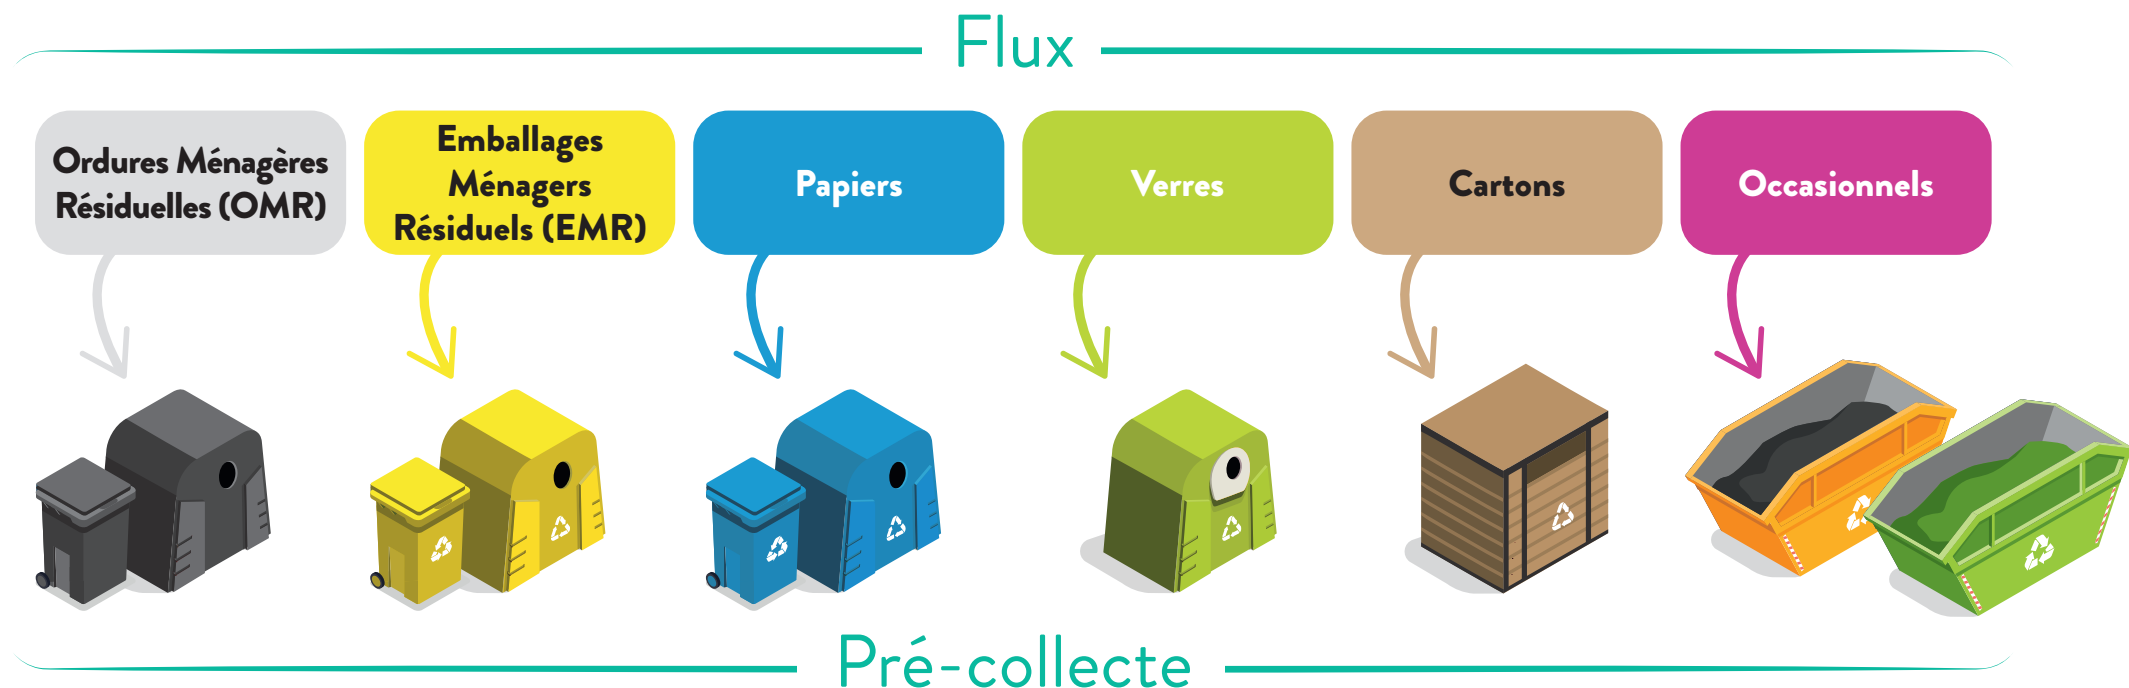 Flux
Ordures Ménagères
Résiduelles (OMR)
Emballages
Ménagers
Résiduels (EMR)
Papiers
Verres
Cartons
Occasionnels
Pré-collecte